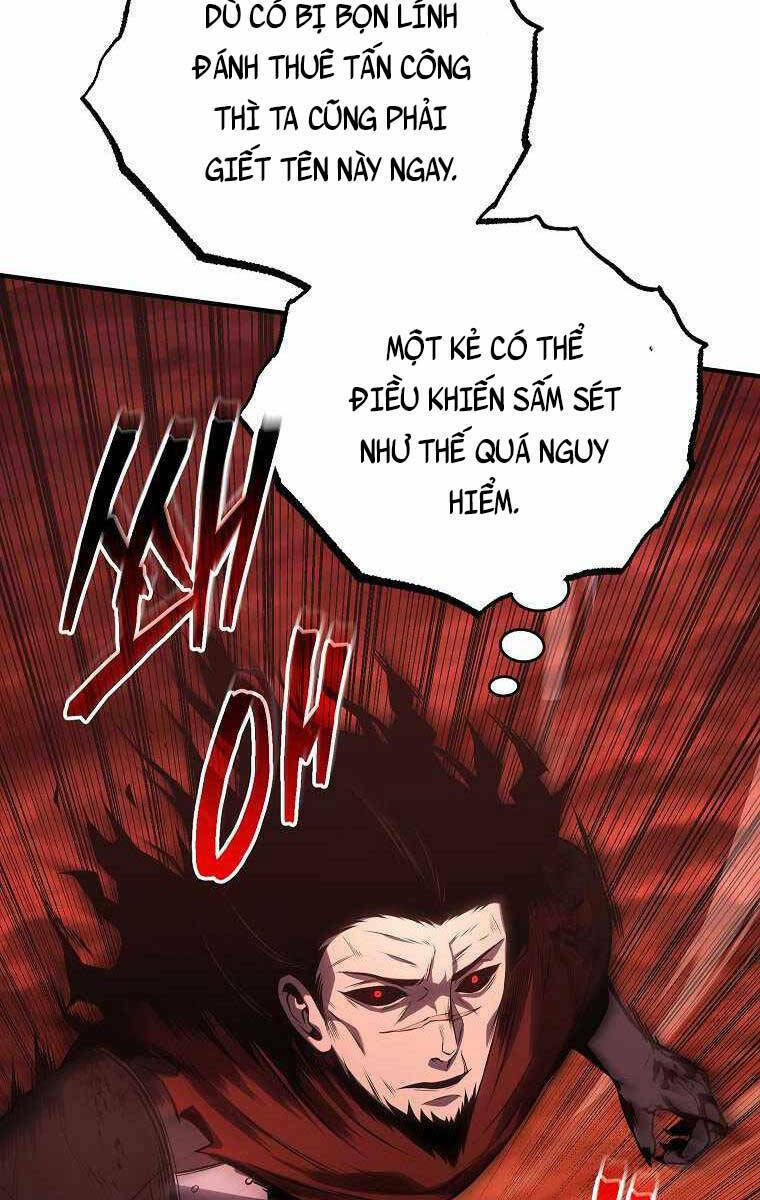 DÙ CÓ BỊ BỌN LÍNH
ĐÁNH THUÊ TẤN CÔNG
THÌ TA CŨNG PHẢI
GIẾT TÊN NÀY NGAY.
MỘT KẺ CÓ THỂ
ĐIỀU KHIỂN SẤM SÉT
NHƯ THẾ QUÁ NGUY
HIỂM.